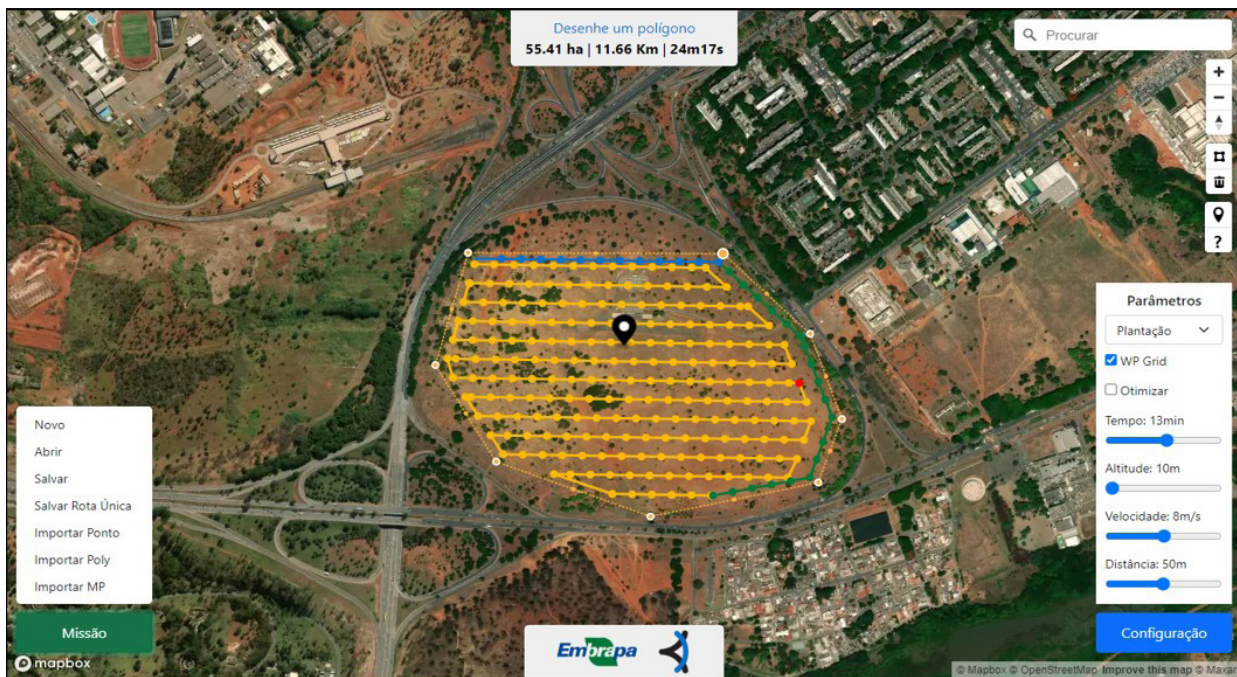 Desenhe um polígono
55.41 ha | 11.66 Km | 24m17s
Procurar
?
Parâmetros
Plantação
WP Grid
Otimizar
Tempo: 13min
Altitude: 10m
Velocidade: 8m/s
Distância: 50m
Configuração
Novo
Abrir
Salvar
Salvar Rota Única
Importar Ponto
Importar Poly
Importar MP
Missão
mapbox
Embrapa
© Mapbox © OpenStreetMap Improve this map © Maxar